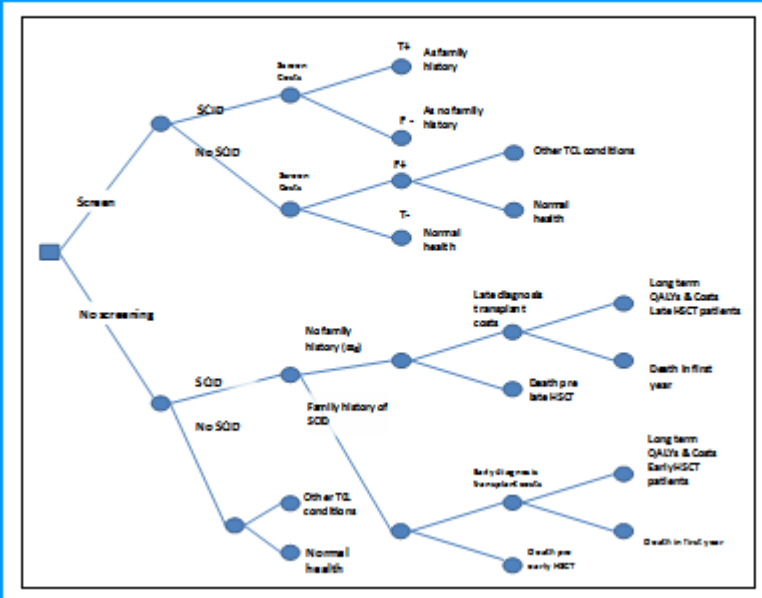 T+
As family
history
Screen
Costs
SCID
F -
As no family
history
No SCID
F+
Other TCL conditions
Screen
Costs
Screen
T-
Normal
health
Normal
health
Long term
QALYs & Costs
Late HSCT patients
Late diagnosis
transplant
costs
No screening
No family
history
SCID
Death in first
year
Death pre
late HSCT
Family history of
SCID
No SCID
Long term
QALYs & Costs
Early HSCT
patients
Early diagnosis
transplant costs
Other TCL
conditions
Death in first year
Normal
health
Death pre
early HSCT